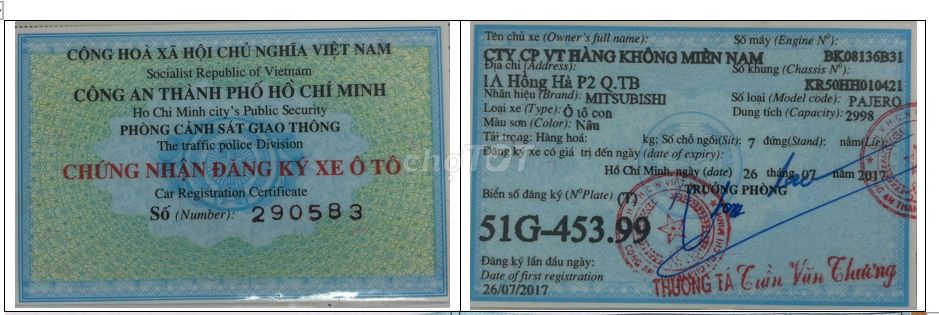 CỘNG HOÀ XÃ HỘI CHỦ NGHĨA VIỆT NAM
Socialist Republic of Vietnam
CÔNG AN THÀNH PHỐ HỒ CHÍ MINH
Ho Chi Minh city's Public Security
PHÒNG CẢNH SÁT GIAO THÔNG
The traffic police Division
CHỨNG NHẬN ĐĂNG KÝ XE Ô TÔ
Car Registration Certificate
Số (Number): 290583
Tên chủ xe (Owner's full name): Số máy (Engine Nº):
CTY CP VT HÀNG KHÔNG MIỀN NAM BK08136B31
Địa chỉ (Address): Số khung (Chassis Nº):
1A Hồng Hà P2 Q.TB KR50HH010421
Nhãn hiệu (Brand): MITSUBISHI Số loại (Model code): PAJERO
Loại xe (Type): Ô tô con Dung tích (Capacity): 2998
Màu sơn (Color): Nâu
Tải trọng: Hàng hoá: kg; Số chỗ ngồi(Sit): 7 đứng(Stand): nằm(Lie):
Đăng ký xe có giá trị đến ngày (date of expiry):
Hồ Chí Minh, ngày (date) 26 tháng 07 năm 2017
Biển số đăng ký (NºPlate) (T) TRƯỞNG PHÒNG
51G-453.99
Đăng ký lần đầu ngày:
Date of first registration
26/07/2017
THƯỢNG TÁ Trần Văn Thương
chợTỐT